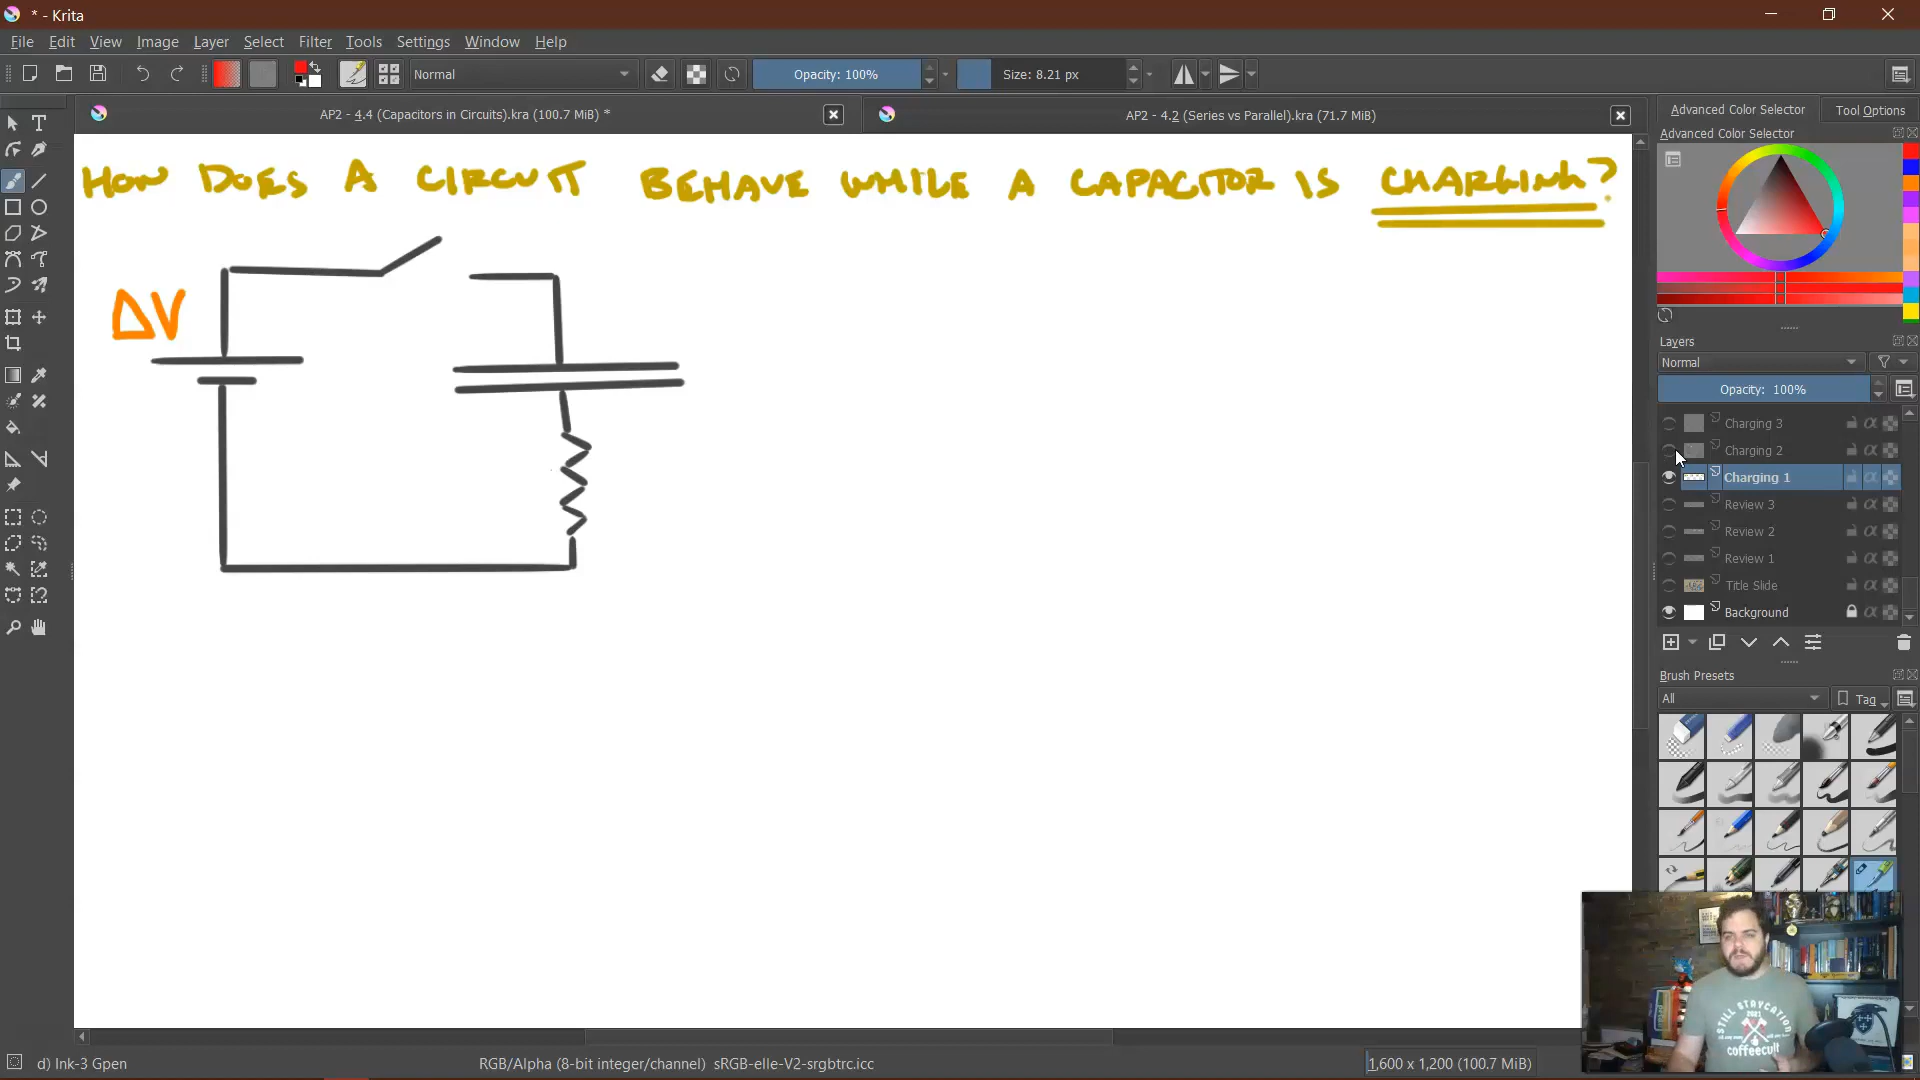 * - Krita
File Edit View Image Layer Select Filter Tools Settings Window Help
Normal Opacity: 100% Size: 8.21 px
AP2 - 4.4 (Capacitors in Circuits).kra (100.7 MiB) *
AP2 - 4.2 (Series vs Parallel).kra (71.7 MiB)
Advanced Color Selector Tool Options
Advanced Color Selector
HOW DOES A CIRCUIT BEHAVE WHILE A CAPACITOR IS CHARGING?
ΔV
Layers
Normal
Opacity: 100%
Charging 3
Charging 2
Charging 1
Review 3
Review 2
Review 1
Title Slide
Background
Brush Presets
All Tag
STILL STAYCATION
2021
coffeecult
d) Ink-3 Gpen
RGB/Alpha (8-bit integer/channel) sRGB-elle-V2-srgbtrc.icc
1,600 x 1,200 (100.7 MiB)